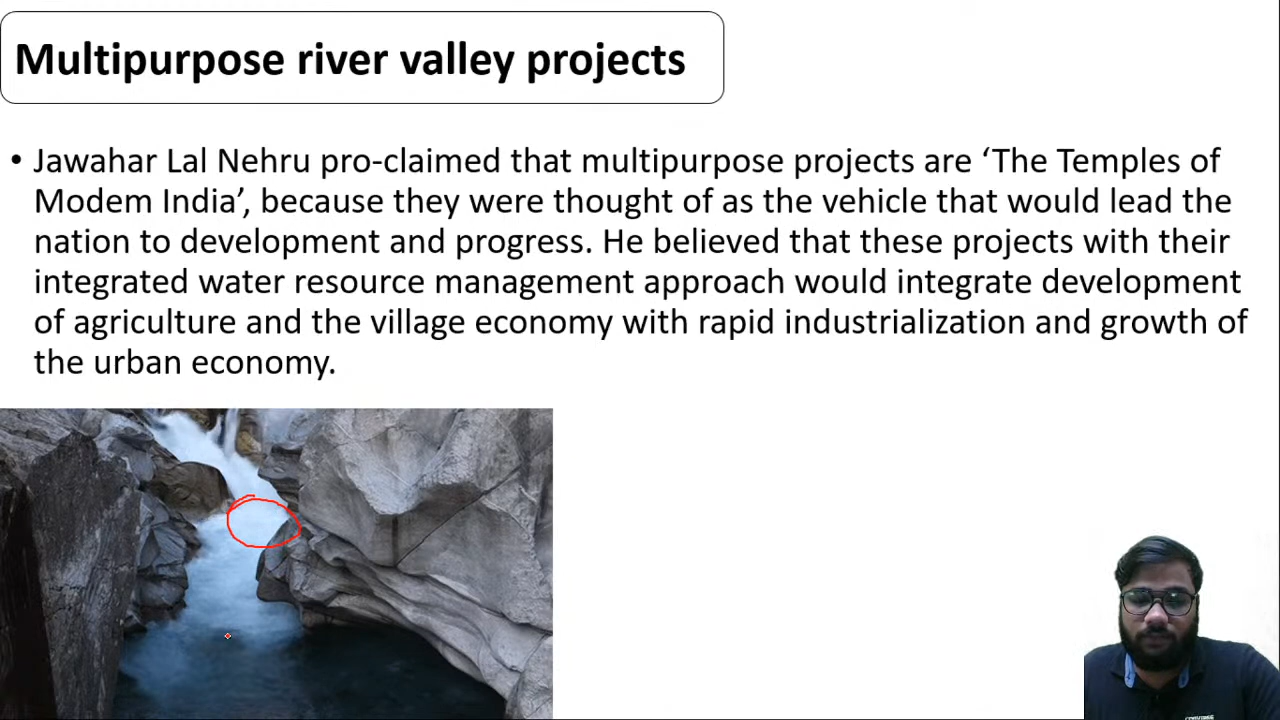 Multipurpose river valley projects
• Jawahar Lal Nehru pro-claimed that multipurpose projects are ‘The Temples of
Modem India’, because they were thought of as the vehicle that would lead the
nation to development and progress. He believed that these projects with their
integrated water resource management approach would integrate development
of agriculture and the village economy with rapid industrialization and growth of
the urban economy.